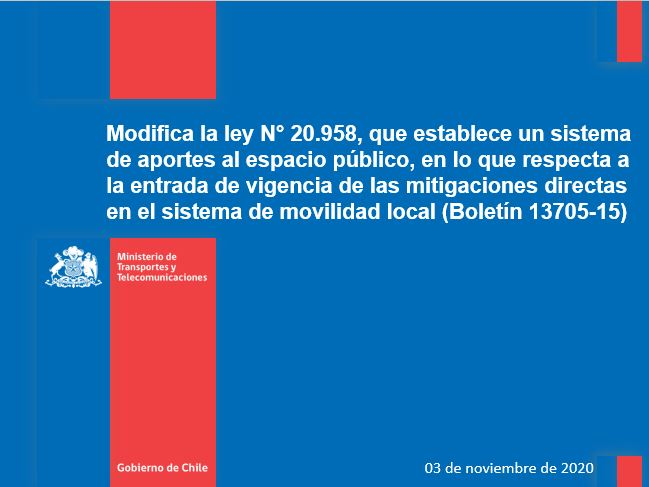 Modifica la ley N° 20.958, que establece un sistema
de aportes al espacio público, en lo que respecta a
la entrada de vigencia de las mitigaciones directas
en el sistema de movilidad local (Boletín 13705-15)
Ministerio de
Transportes y
Telecomunicaciones
Gobierno de Chile
03 de noviembre de 2020